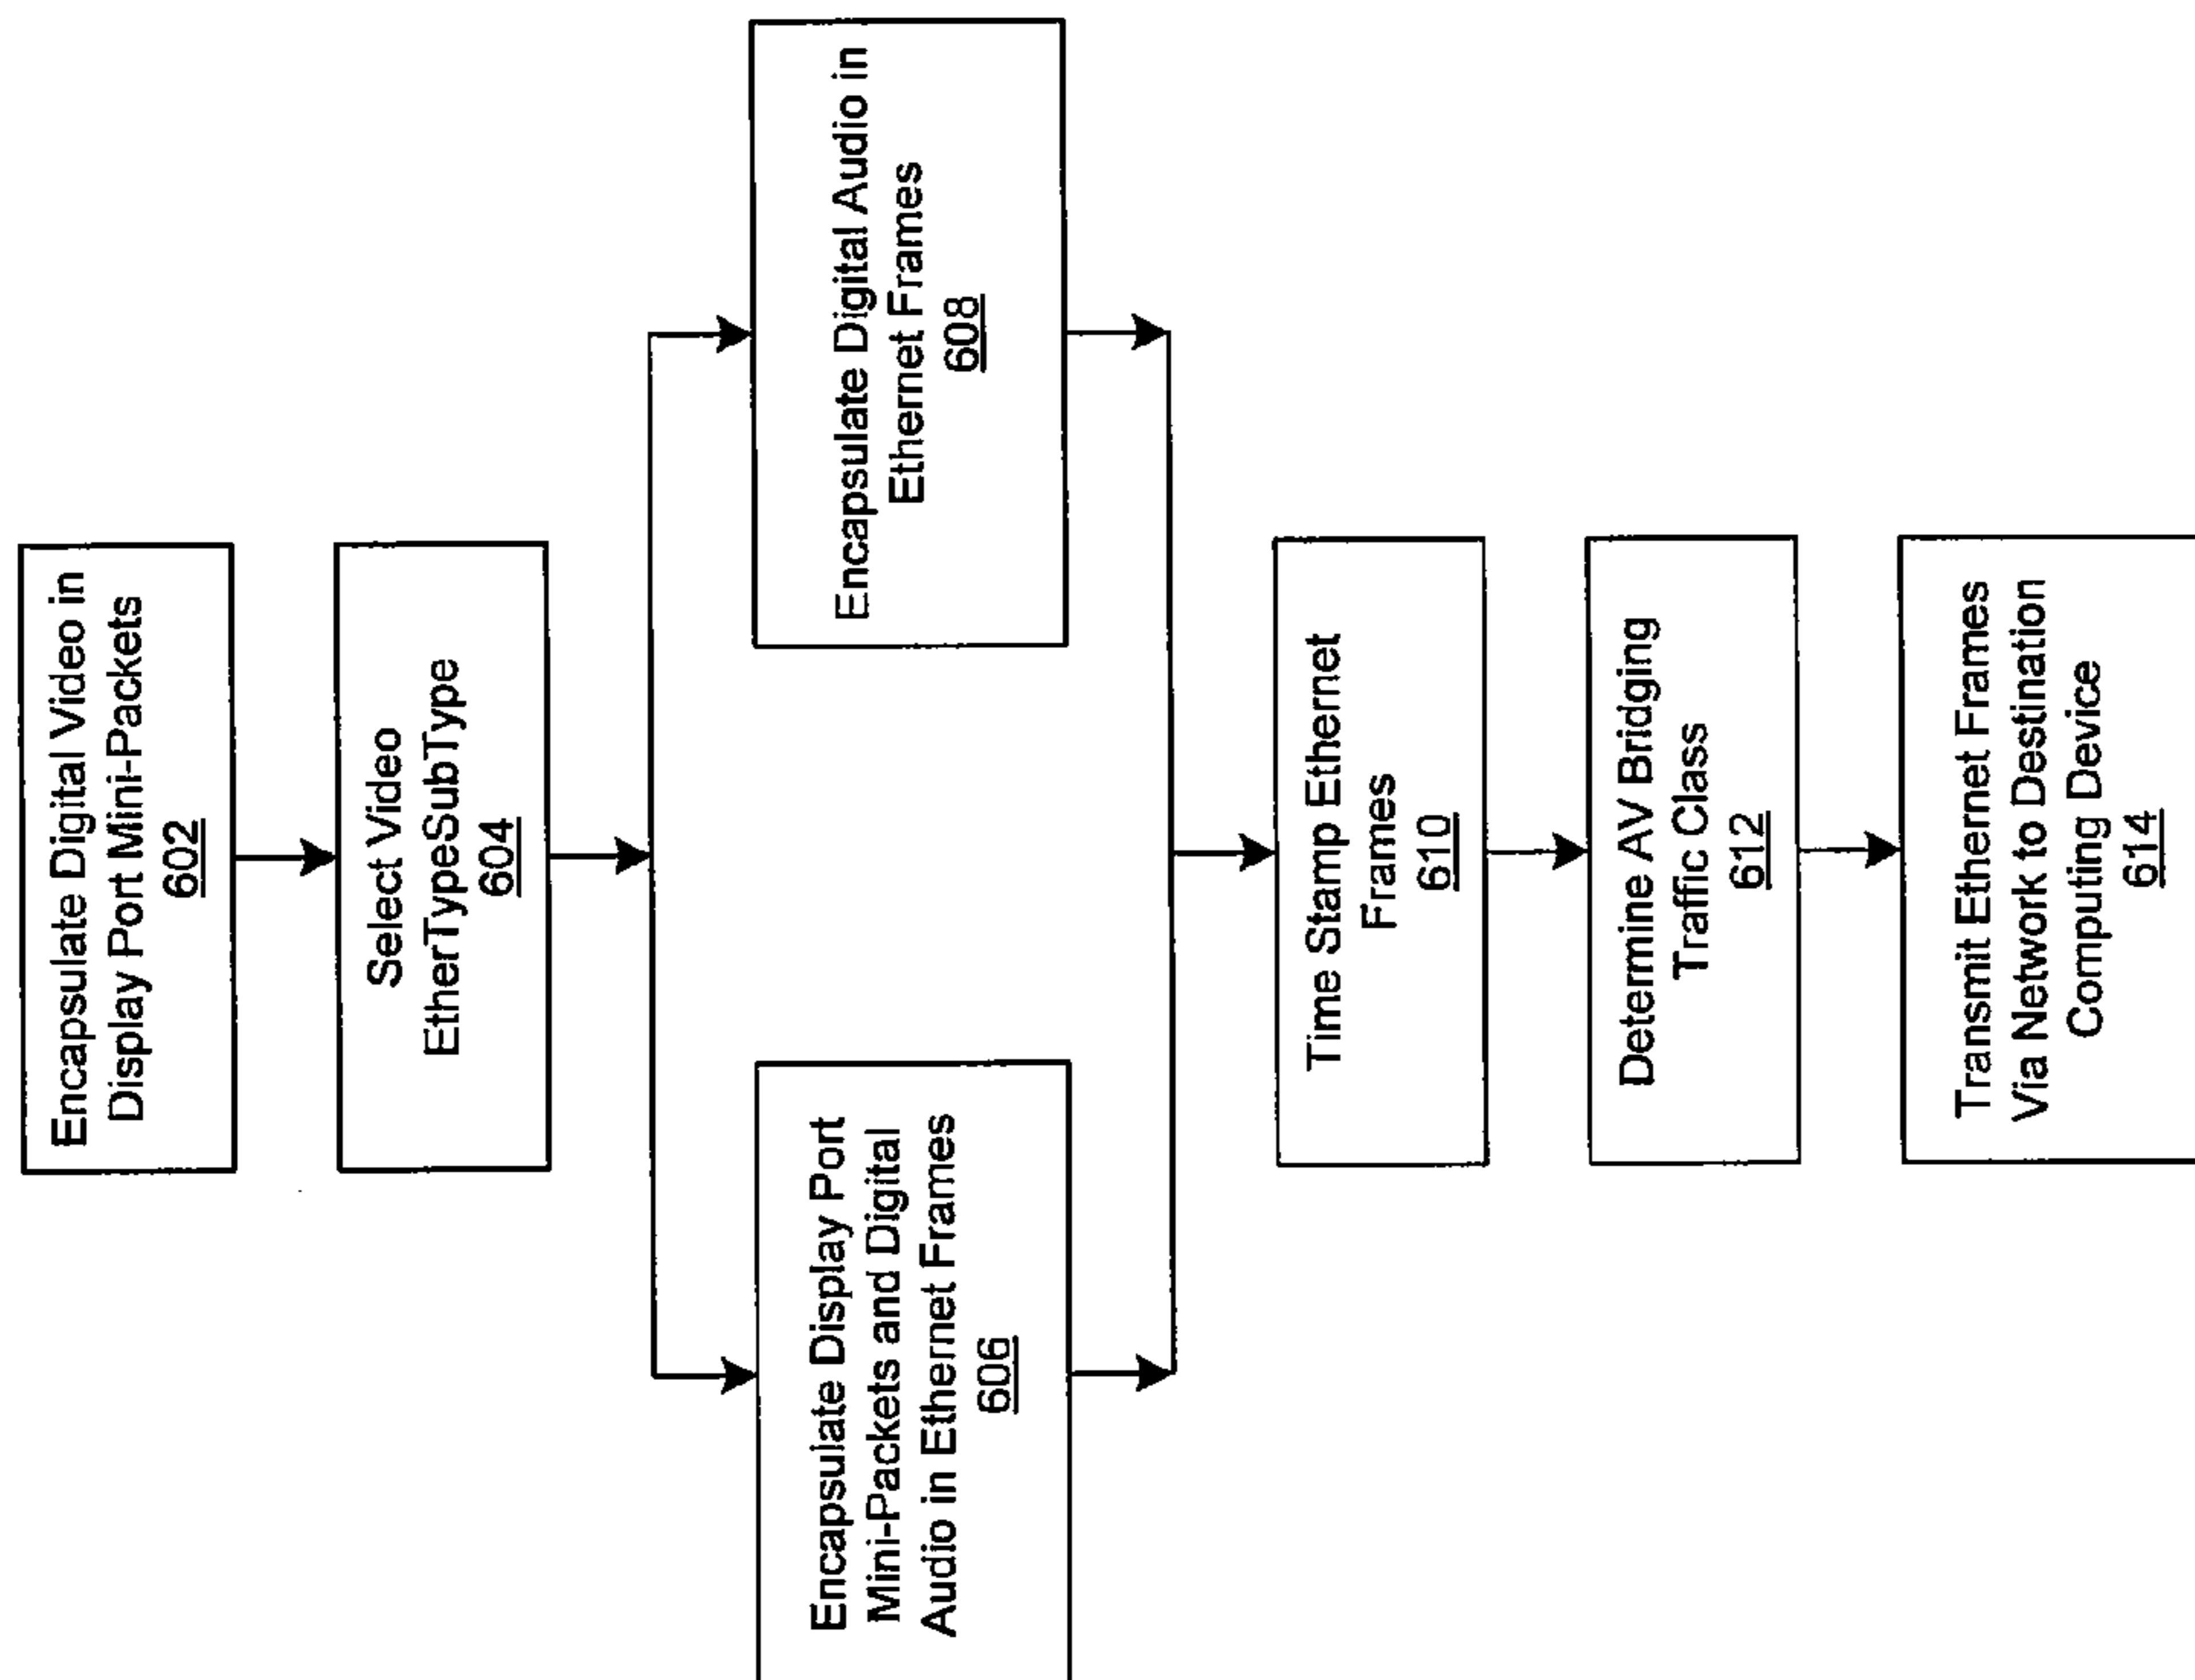 Encapsulate Digital Video in
Display Port Mini-Packets
602
Select Video
EtherTypeSubType
604
Encapsulate Display Port
Mini-Packets and Digital
Audio in Ethernet Frames
606
Encapsulate Digital Audio in
Ethernet Frames
608
Time Stamp Ethernet
Frames
610
Determine AV Bridging
Traffic Class
612
Transmit Ethernet Frames
Via Network to Destination
Computing Device
614